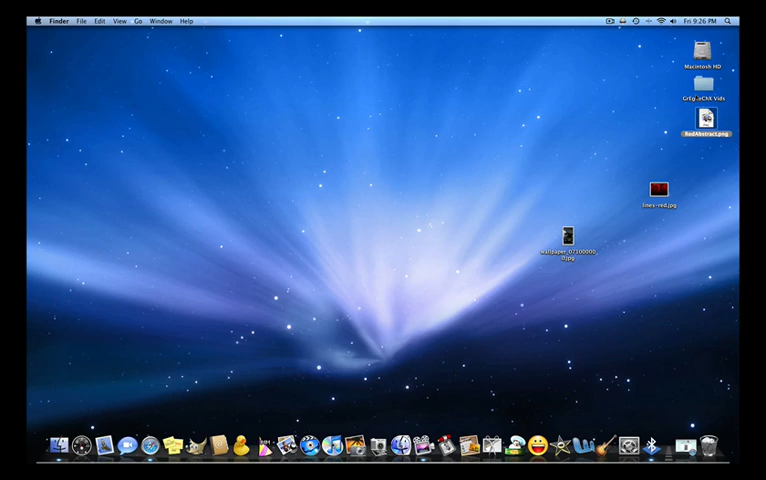 Finder File Edit View Go Window Help
Fri 9:26 PM
Macintosh HD
RedAbstract.png
lines-red.jpg